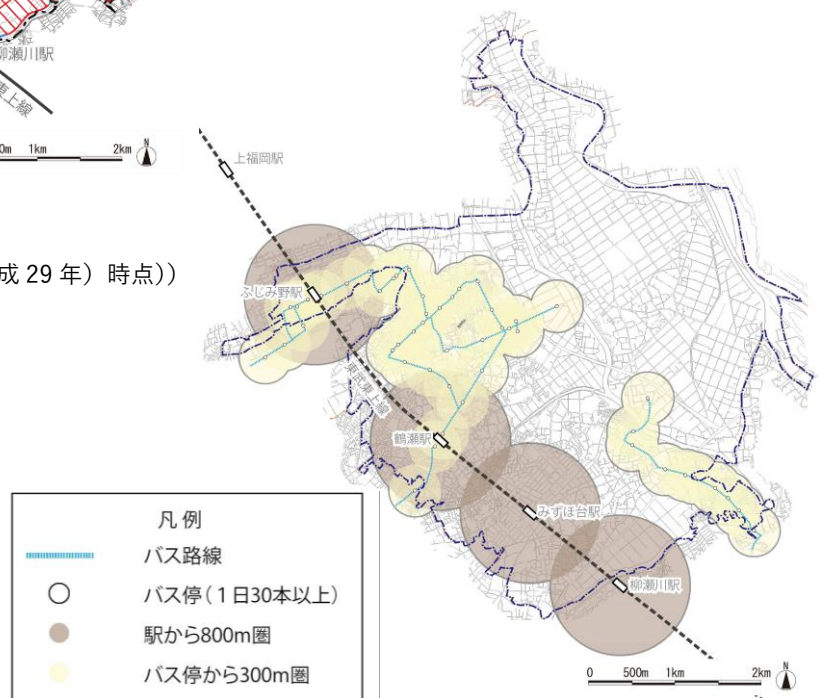 柳瀬川駅
東上線
0m 1km 2km N
成 29 年）時点））
上福岡駅
ふじみ野駅
東武東上線
鶴瀬駅
みずほ台駅
柳瀬川駅
凡例
バス路線
バス停（１日30本以上）
駅から800m圏
バス停から300m圏
0 500m 1km 2km N